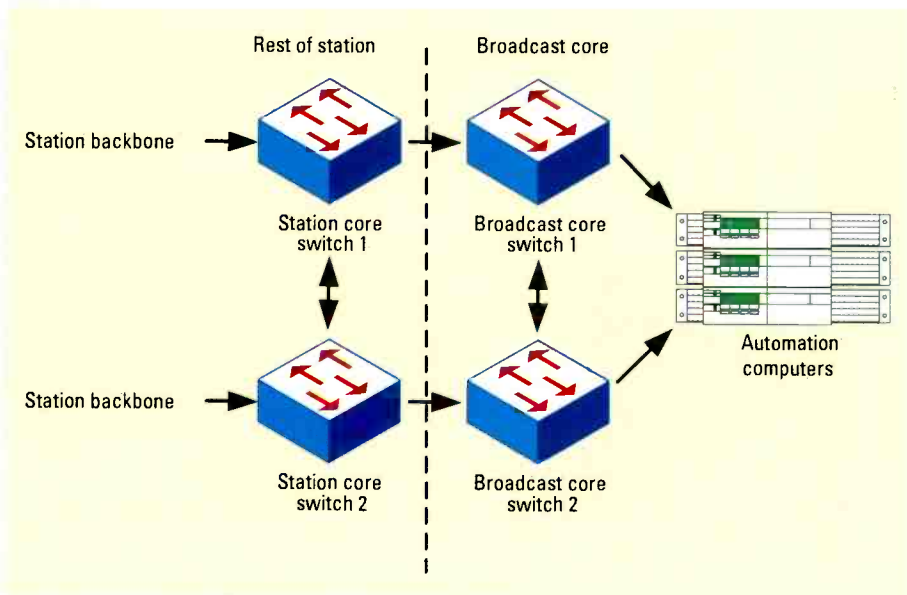 Rest of station
Broadcast core
Station backbone
Station core
switch 1
Broadcast core
switch 1
Automation
computers
Station backbone
Station core
switch 2
Broadcast core
switch 2